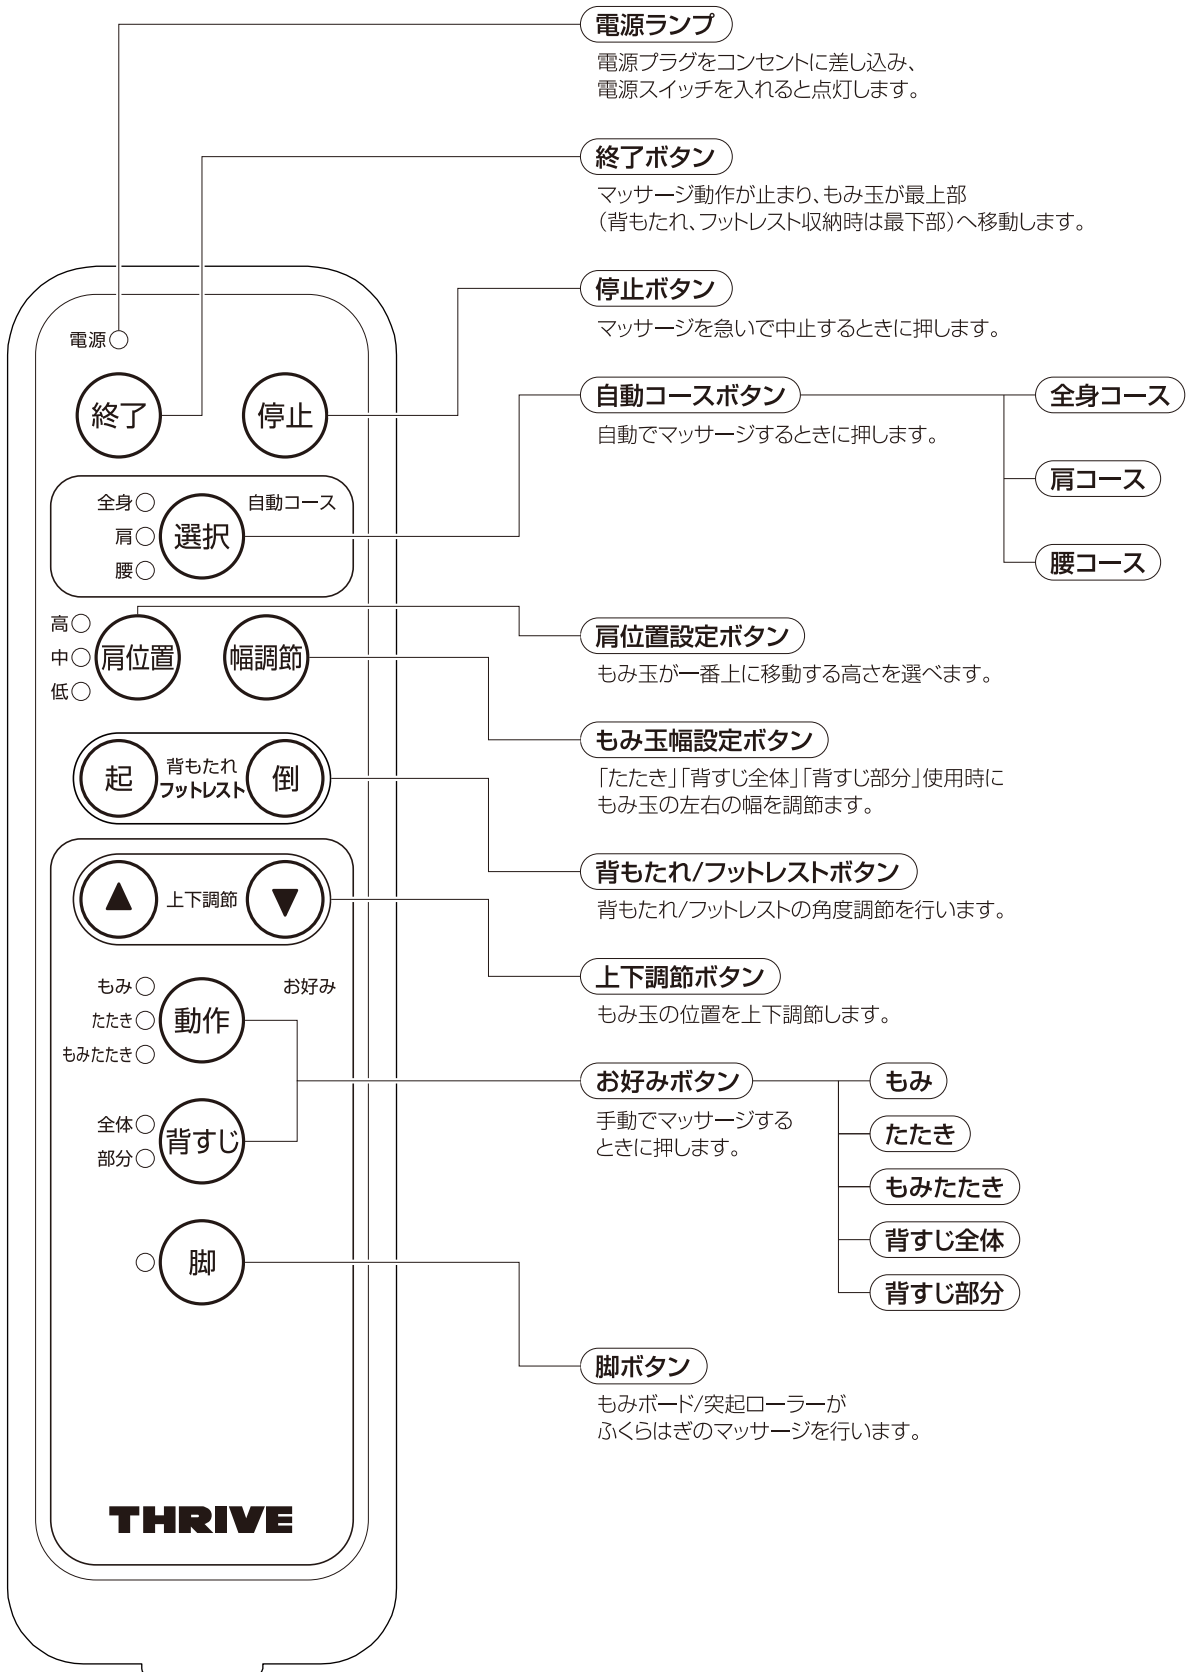 電源ランプ
電源プラグをコンセントに差し込み、
電源スイッチを入れると点灯します。
終了ボタン
マッサージ動作が止まり、もみ玉が最上部
（背もたれ、フットレスト収納時は最下部）へ移動します。
停止ボタン
マッサージを急いで中止するときに押します。
自動コースボタン
自動でマッサージするときに押します。
全身コース
肩コース
腰コース
肩位置設定ボタン
もみ玉が一番上に移動する高さを選べます。
もみ玉幅設定ボタン
「たたき」「背すじ全体」「背すじ部分」使用時に
もみ玉の左右の幅を調節ます。
背もたれ/フットレストボタン
背もたれ/フットレストの角度調節を行います。
上下調節ボタン
もみ玉の位置を上下調節します。
お好みボタン
手動でマッサージする
ときに押します。
もみ
たたき
もみたたき
背すじ全体
背すじ部分
脚ボタン
もみボード/突起ローラーが
ふくらはぎのマッサージを行います。
電源
終了
停止
全身
肩
腰
選択
自動コース
高
中
低
肩位置
幅調節
起
背もたれ
フットレスト
倒
▲
上下調節
▼
もみ
たたき
もみたたき
動作
お好み
全体
部分
背すじ
脚
THRIVE